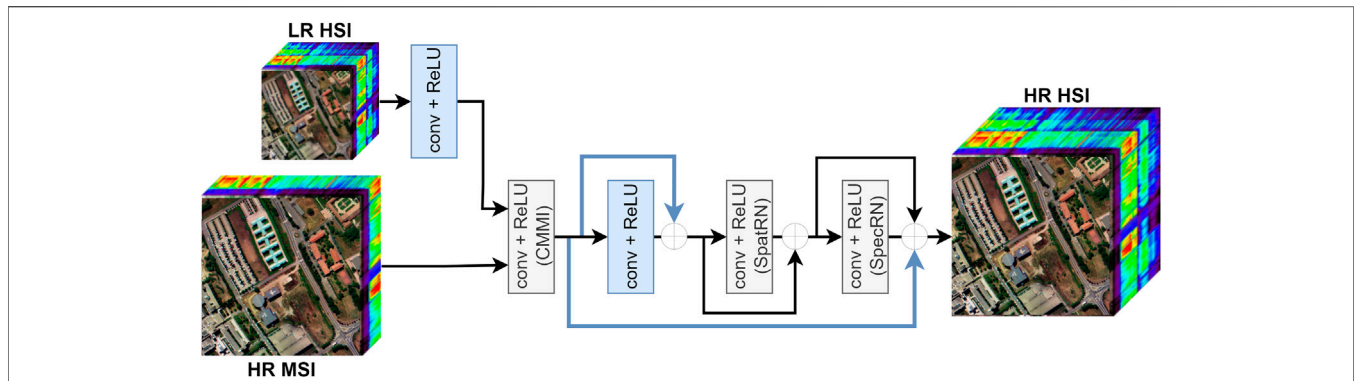 LR HSI
conv + ReLU
HR MSI
conv + ReLU
(CMMI)
conv + ReLU
conv + ReLU
(SpatRN)
conv + ReLU
(SpecRN)
HR HSI